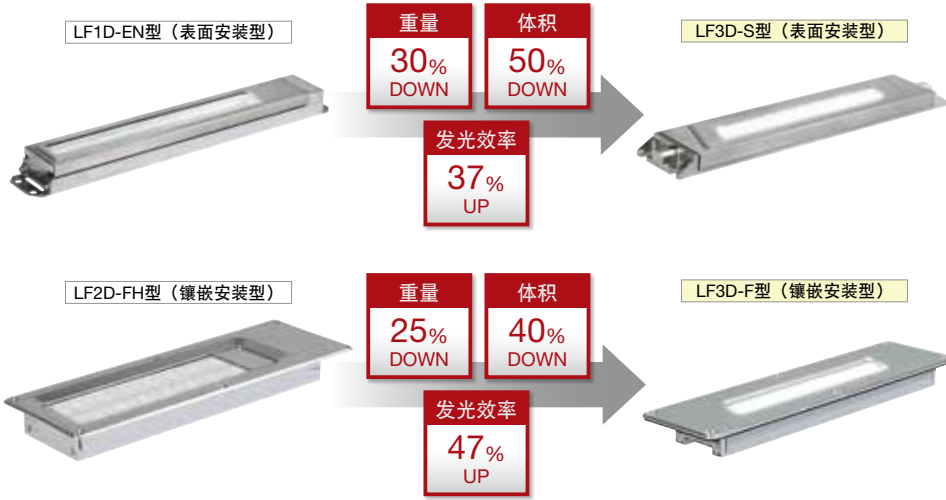 LF1D-EN型（表面安装型）
重量
30%
DOWN
体积
50%
DOWN
发光效率
37%
UP
LF3D-S型（表面安装型）
LF2D-FH型（镶嵌安装型）
重量
25%
DOWN
体积
40%
DOWN
发光效率
47%
UP
LF3D-F型（镶嵌安装型）